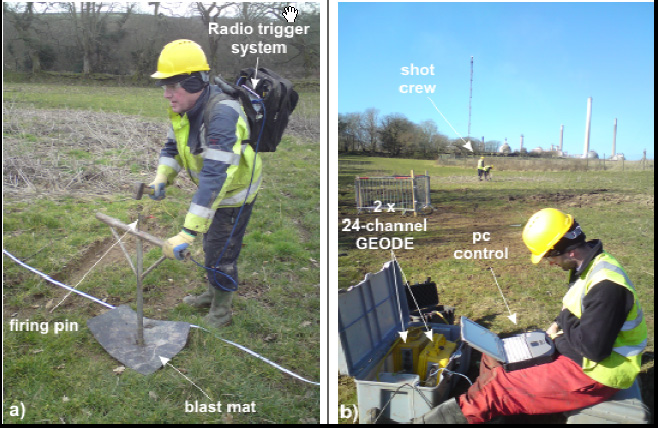 Radio trigger
system
firing pin
blast mat
a)
shot
crew
2 x
24-channel
GEODE
pc
control
b)